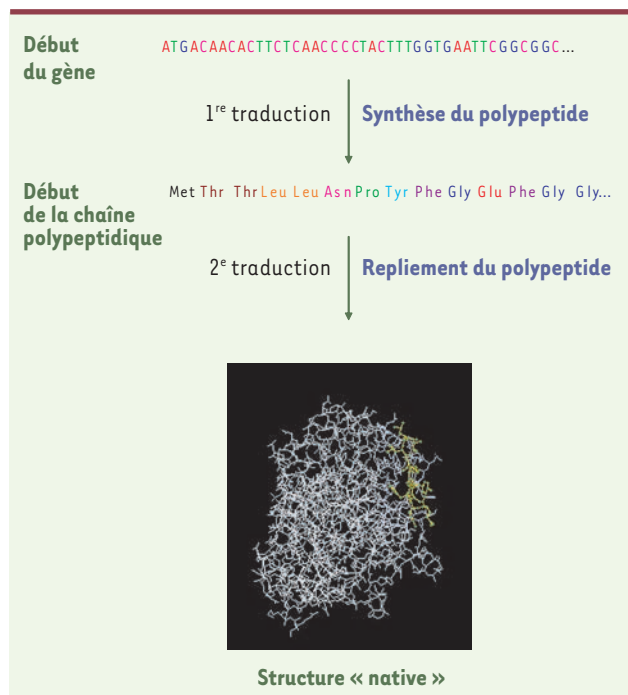 Début
du gène
ATGACAACACTTCTCAACCCCTACTTTGGTGAATTCGGCGGC...
1re traduction
Synthèse du polypeptide
Début
de la chaîne
polypeptidique
Met Thr Thr Leu Leu Asn Pro Tyr Phe Gly Glu Phe Gly Gly...
2e traduction
Repliement du polypeptide
Structure « native »